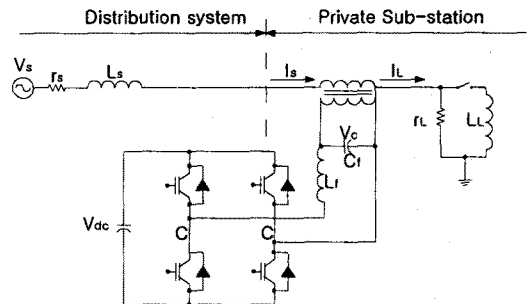 Distribution system
Private Sub-station
Vs
rs
Ls
Is
IL
rL
LL
Vc
Cf
Lf
Vdc
C
C